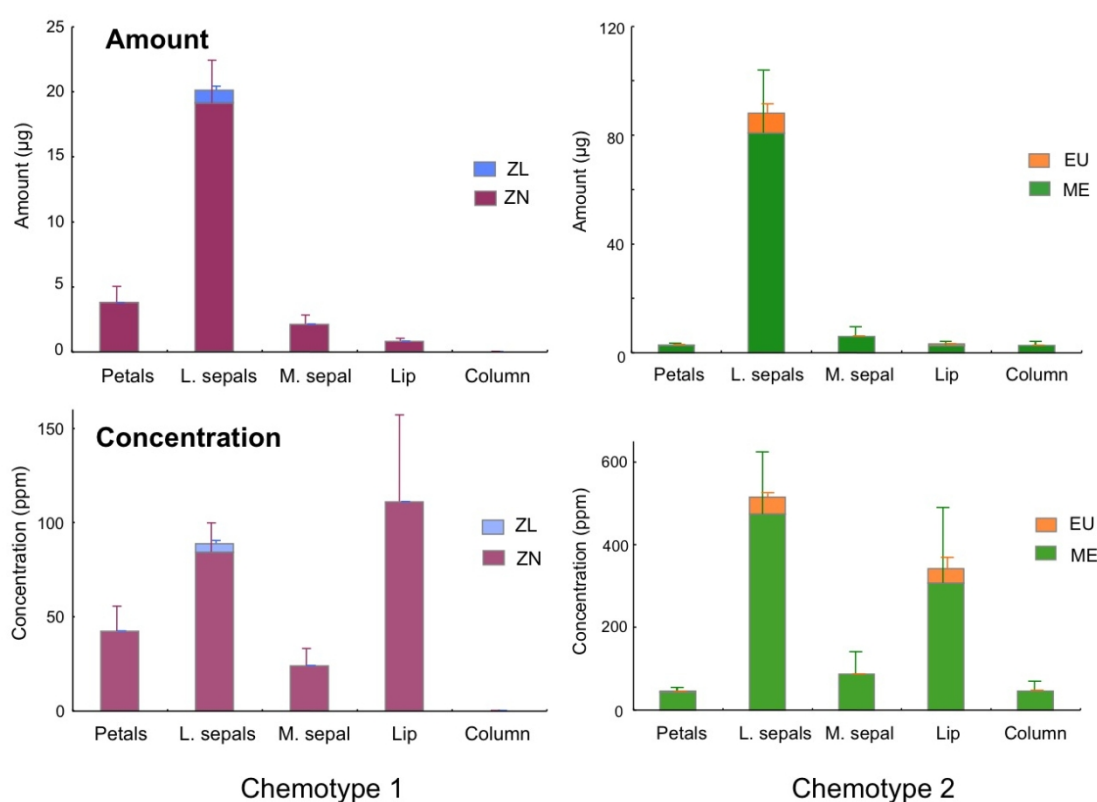 Amount
Amount (µg)
25
20
15
10
5
0
ZL
ZN
Petals
L. sepals
M. sepal
Lip
Column
Amount (µg)
120
80
40
0
EU
ME
Petals
L. sepals
M. sepal
Lip
Column
Concentration
Concentration (ppm)
150
100
50
0
ZL
ZN
Petals
L. sepals
M. sepal
Lip
Column
Chemotype 1
Concentration (ppm)
600
400
200
0
EU
ME
Petals
L. sepals
M. sepal
Lip
Column
Chemotype 2